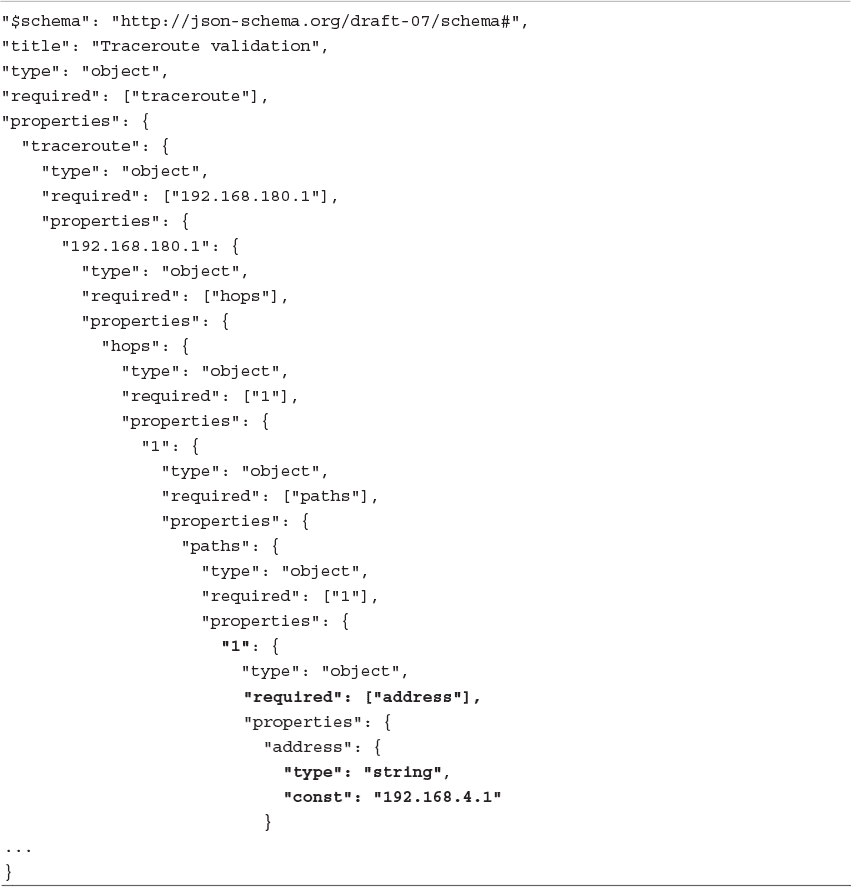 "$schema": "http://json-schema.org/draft-07/schema#",
"title": "Traceroute validation",
"type": "object",
"required": ["traceroute"],
"properties": {
  "traceroute": {
    "type": "object",
    "required": ["192.168.180.1"],
    "properties": {
      "192.168.180.1": {
        "type": "object",
        "required": ["hops"],
        "properties": {
          "hops": {
            "type": "object",
            "required": ["1"],
            "properties": {
              "1": {
                "type": "object",
                "required": ["paths"],
                "properties": {
                  "paths": {
                    "type": "object",
                    "required": ["1"],
                    "properties": {
                      "1": {
                        "type": "object",
                        "required": ["address"],
                        "properties": {
                          "address": {
                            "type": "string",
                            "const": "192.168.4.1"
                          }
...
}